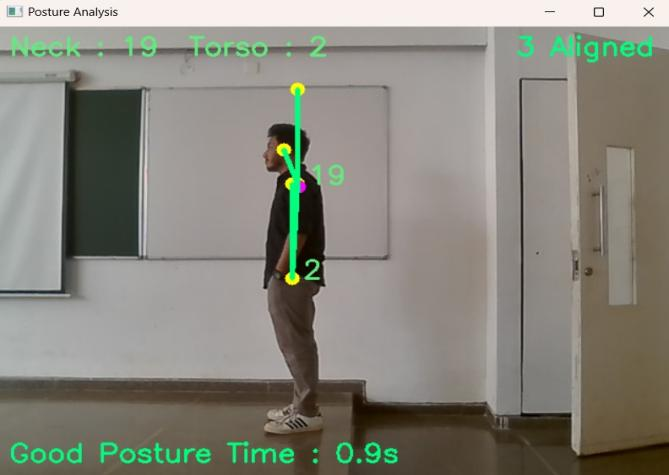 Posture Analysis
Neck : 19 Torso : 2
3 Aligned
19
2
Good Posture Time : 0.9s